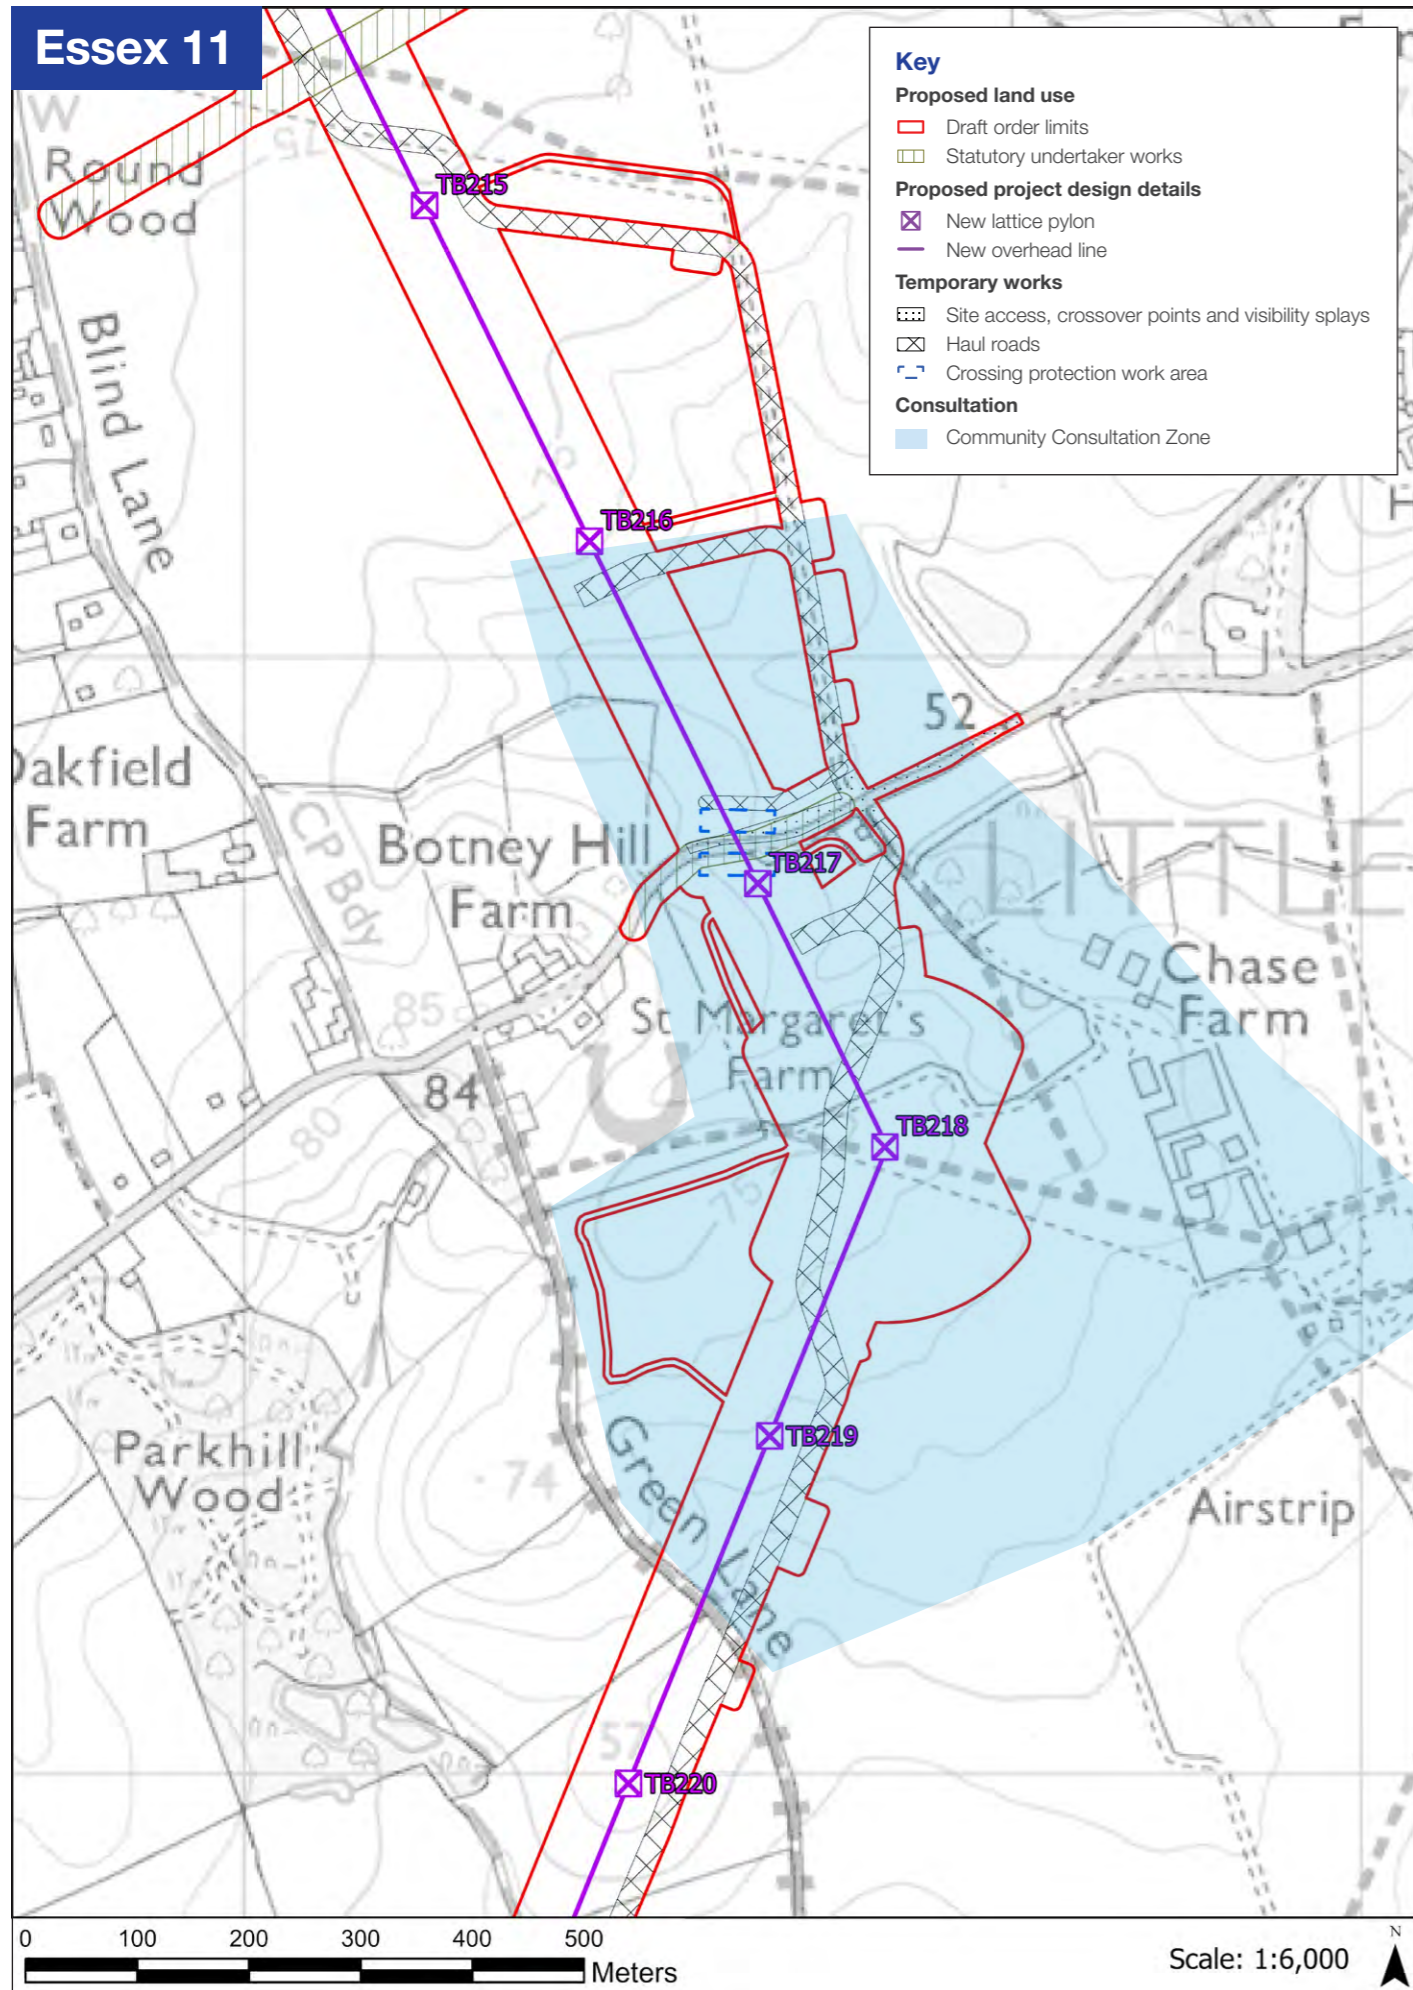 Essex 11
Key
Proposed land use
Draft order limits
Statutory undertaker works
Proposed project design details
New lattice pylon
New overhead line
Temporary works
Site access, crossover points and visibility splays
Haul roads
Crossing protection work area
Consultation
Community Consultation Zone
W
Round
Wood
75
TB215
Blind Lane
TB216
52
Oakfield
Farm
CP Bdy
Botney Hill
Farm
TB217
LITTLE
Chase
Farm
85
St Margaret's
Farm
84
80
TB218
75
Parkhill
Wood
74
Green Lane
TB219
Airstrip
57
TB220
0 100 200 300 400 500
Meters
Scale: 1:6,000
N